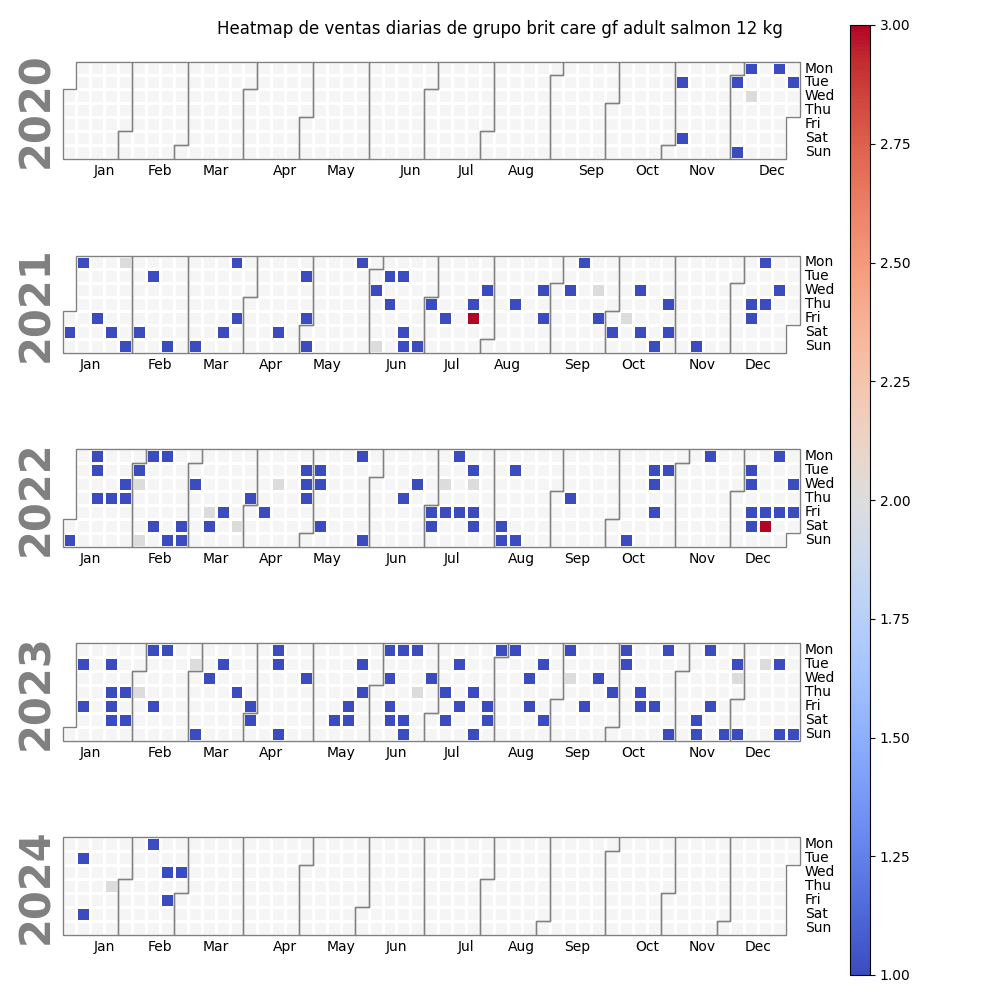 Heatmap de ventas diarias de grupo brit care gf adult salmon 12 kg
2020
Mon
Tue
Wed
Thu
Fri
Sat
Sun
Jan Feb Mar Apr May Jun Jul Aug Sep Oct Nov Dec
2021
Mon
Tue
Wed
Thu
Fri
Sat
Sun
Jan Feb Mar Apr May Jun Jul Aug Sep Oct Nov Dec
2022
Mon
Tue
Wed
Thu
Fri
Sat
Sun
Jan Feb Mar Apr May Jun Jul Aug Sep Oct Nov Dec
2023
Mon
Tue
Wed
Thu
Fri
Sat
Sun
Jan Feb Mar Apr May Jun Jul Aug Sep Oct Nov Dec
2024
Mon
Tue
Wed
Thu
Fri
Sat
Sun
Jan Feb Mar Apr May Jun Jul Aug Sep Oct Nov Dec
3.00
2.75
2.50
2.25
2.00
1.75
1.50
1.25
1.00